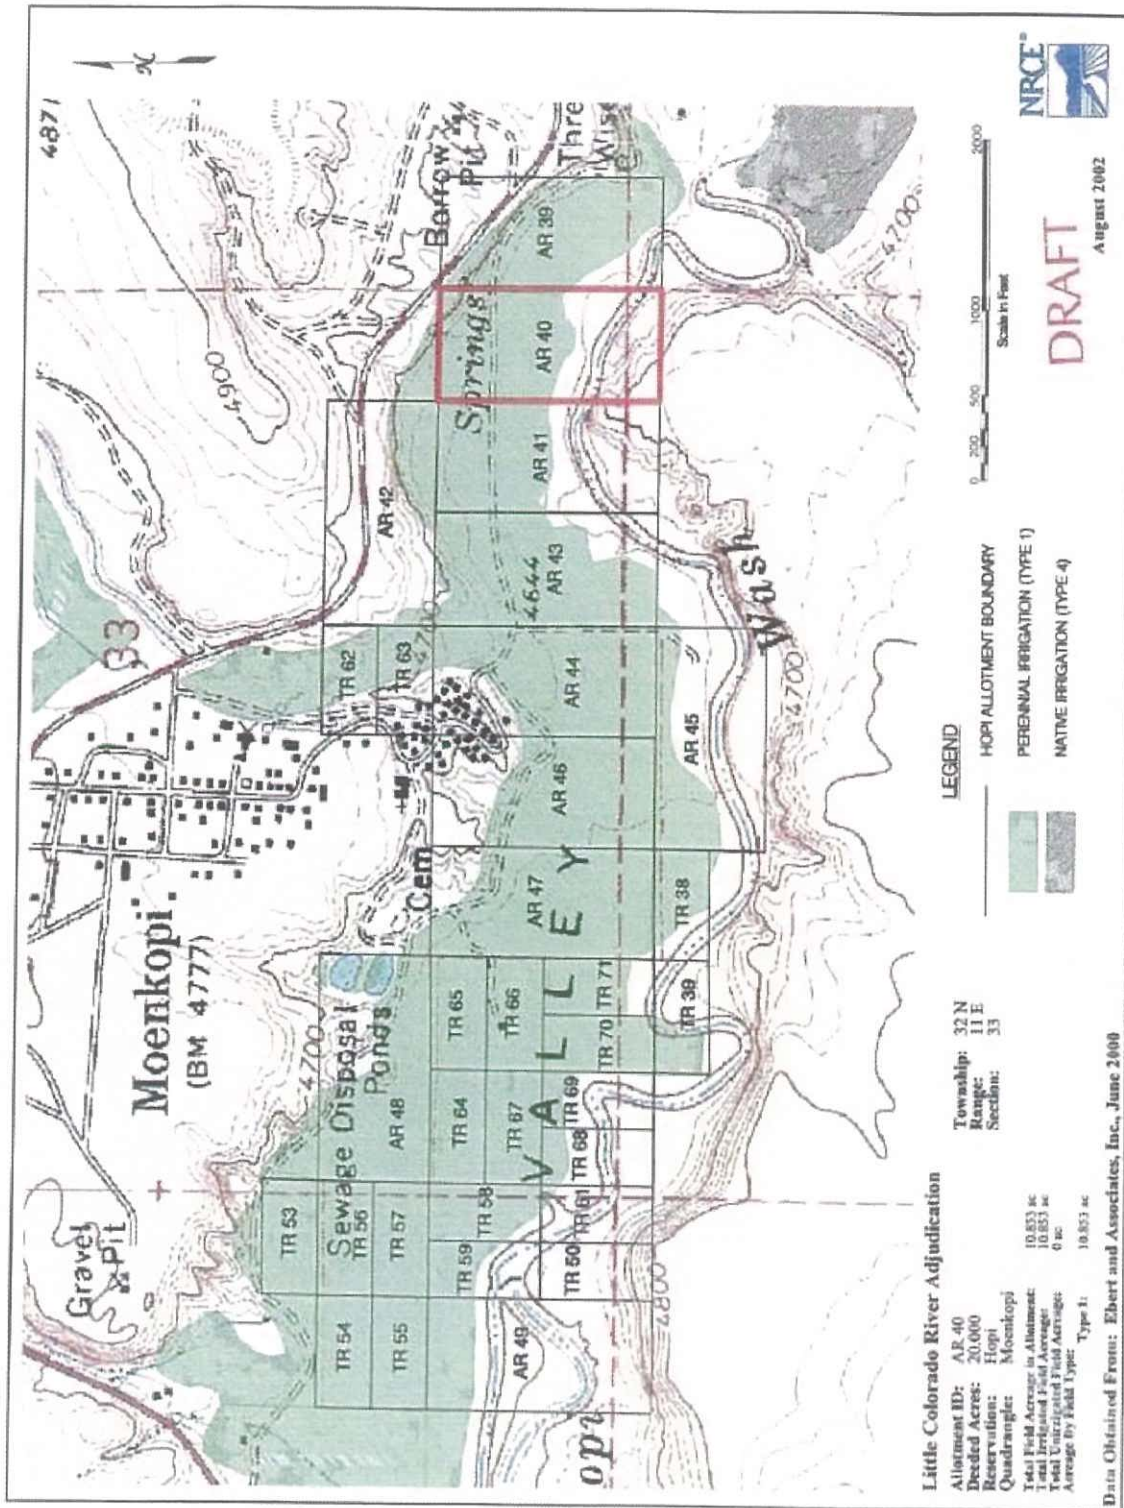 4871
N
33
4900
Moenkopi
(BM 4777)
Gravel
Pit
4700
Cem
Borrow
Pit
Springs
Thre
Wis
Sewage Disposal
Ponds
TR 53
TR 54
TR 55
TR 56
TR 57
TR 58
TR 59
AR 48
TR 64
TR 65
TR 66
TR 67
TR 62
TR 63
4700
AR 42
AR 39
AR 40
AR 41
AR 43
4644
AR 44
AR 46
AR 47
VALLEY
AR 45
AR 49
TR 50
TR 61
TR 68
TR 69
TR 70
TR 71
TR 38
TR 39
Wash
4700
4700
4800
opi
LEGEND
HOPI ALLOTMENT BOUNDARY
PERENNIAL IRRIGATION (TYPE 1)
NATIVE IRRIGATION (TYPE 4)
0 200 500 1000 2000
Scale in Feet
NRCE®
DRAFT
August 2002
Little Colorado River Adjudication
Allotment ID: AR 40
Deeded Acres: 20.000
Reservation: Hopi
Quadrangle: Moenkopi
Township: 32 N
Range: 11 E
Section: 33
Total Field Acreage in Allotment: 10.853 ac
Total Irrigated Field Acreage: 10.853 ac
Total Unirrigated Field Acreage: 0 ac
Acreage By Field Type:
Type 1: 10.853 ac
Data Obtained From: Ebert and Associates, Inc., June 2000